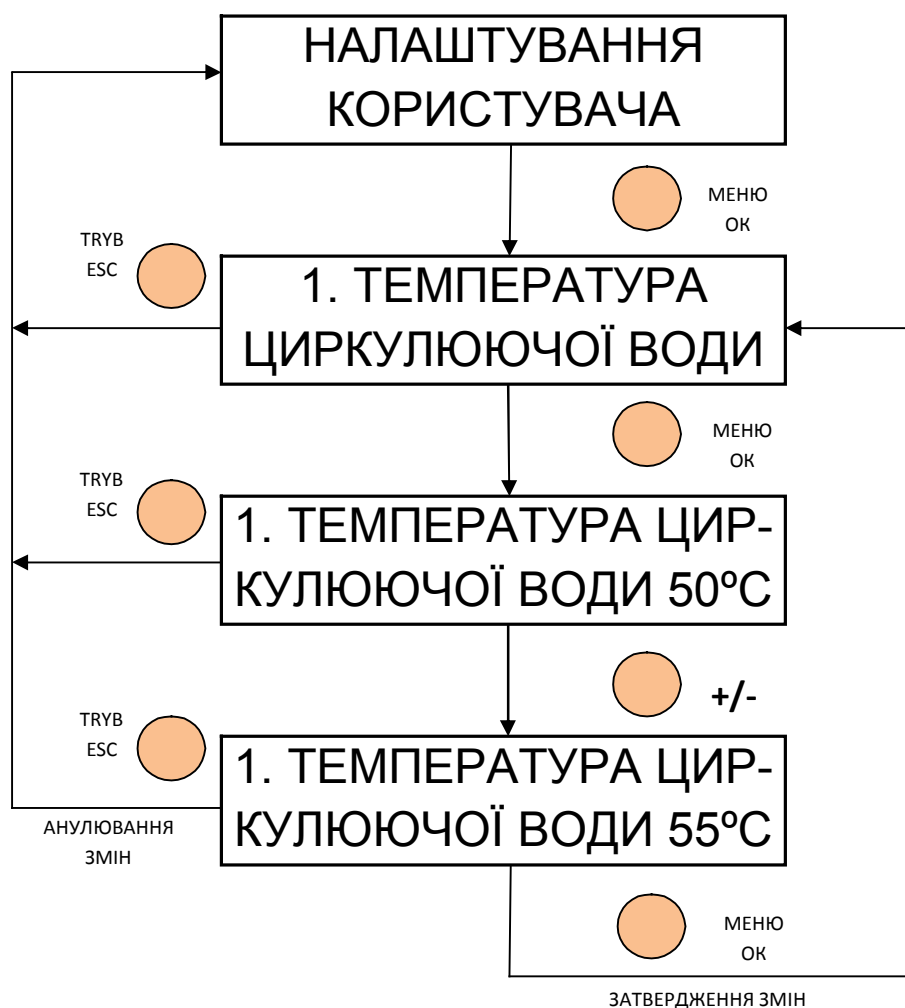 НАЛАШТУВАННЯ
КОРИСТУВАЧА
МЕНЮ
ОК
TRYB
ESC
1. ТЕМПЕРАТУРА
ЦИРКУЛЮЮЧОЇ ВОДИ
МЕНЮ
ОК
TRYB
ESC
1. ТЕМПЕРАТУРА ЦИР-
КУЛЮЮЧОЇ ВОДИ 50ºC
+/-
TRYB
ESC
1. ТЕМПЕРАТУРА ЦИР-
КУЛЮЮЧОЇ ВОДИ 55ºC
АНУЛЮВАННЯ
ЗМІН
МЕНЮ
ОК
ЗАТВЕРДЖЕННЯ ЗМІН